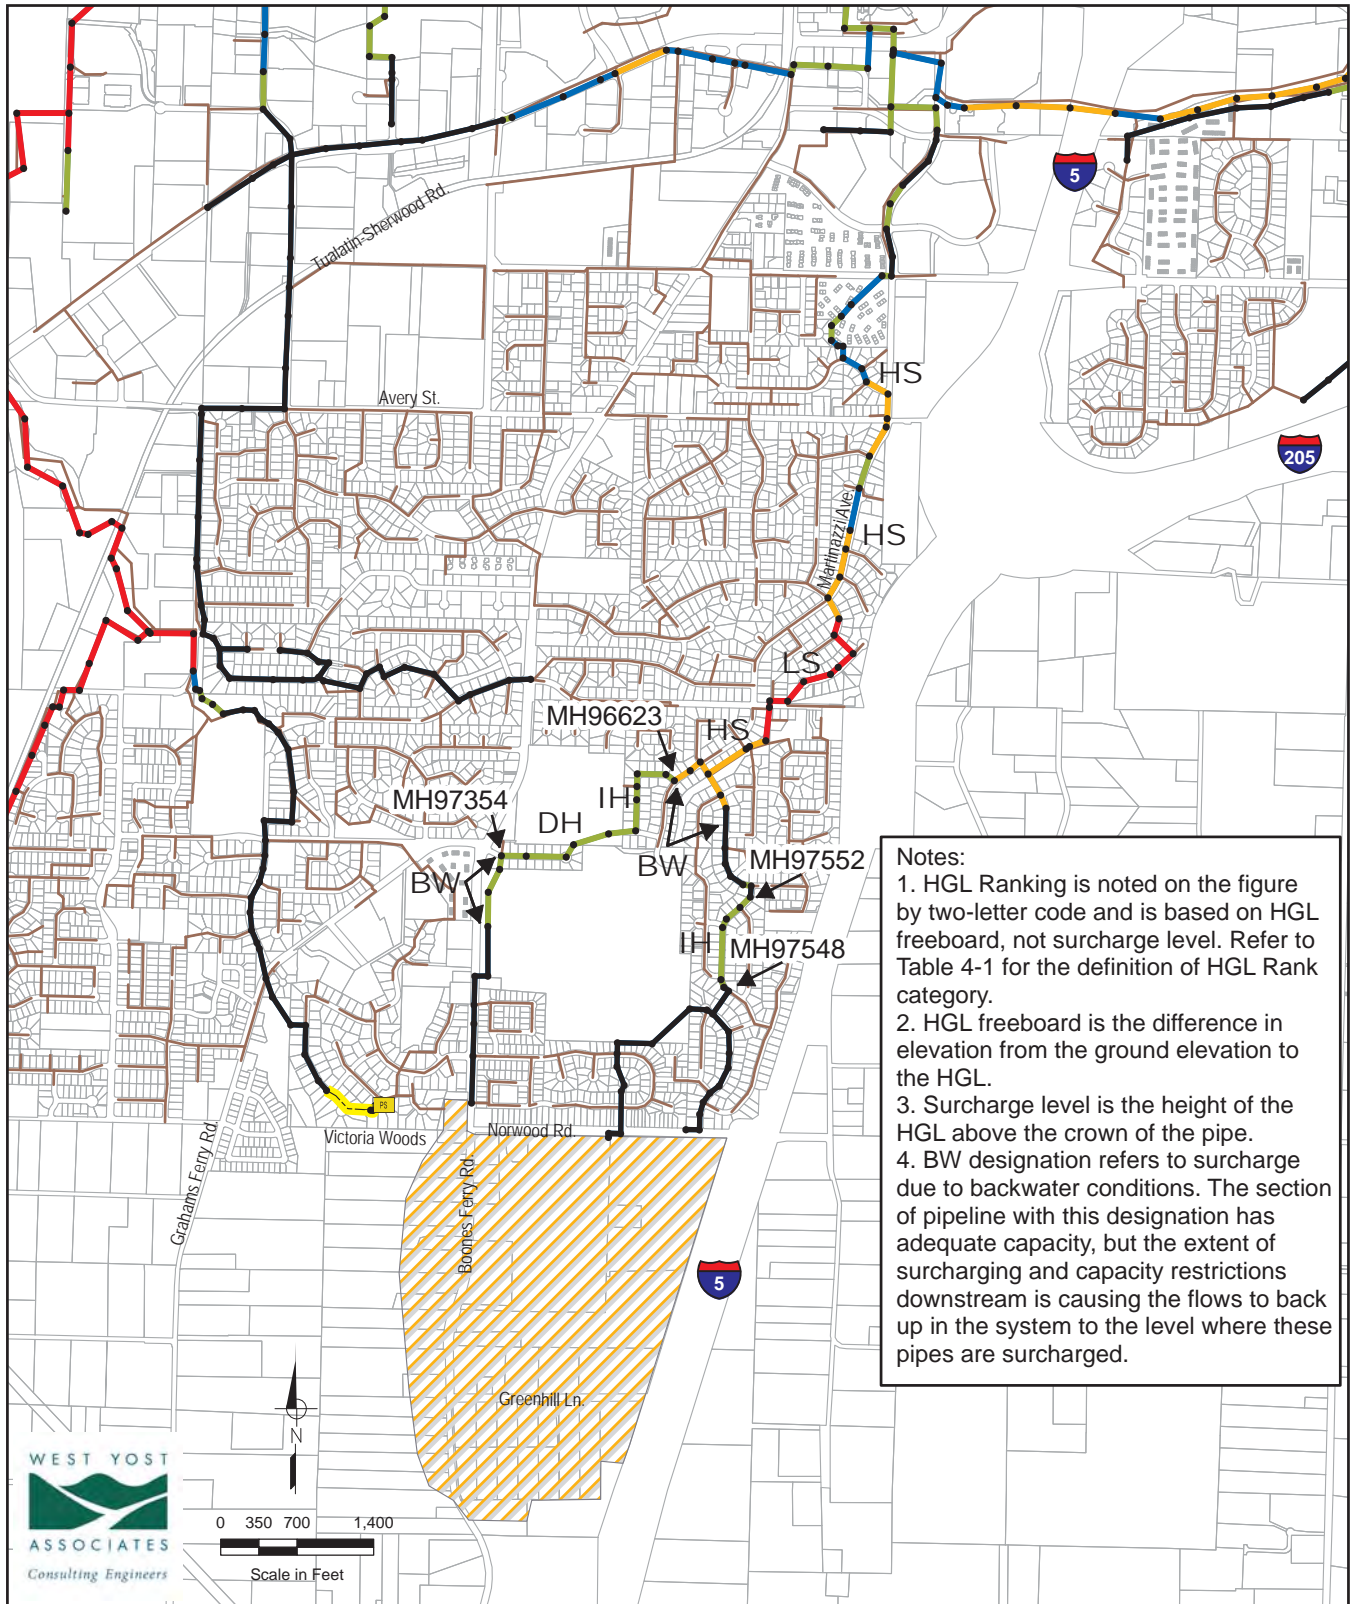 5
Tualatin-Sherwood Rd.
HS
Avery St.
205
Martinazzi Ave.
HS
LS
MH96623
HS
MH97354
IH
DH
BW
BW
MH97552
IH
MH97548
Notes:
1. HGL Ranking is noted on the figure
by two-letter code and is based on HGL
freeboard, not surcharge level. Refer to
Table 4-1 for the definition of HGL Rank
category.
2. HGL freeboard is the difference in
elevation from the ground elevation to
the HGL.
3. Surcharge level is the height of the
HGL above the crown of the pipe.
4. BW designation refers to surcharge
due to backwater conditions. The section
of pipeline with this designation has
adequate capacity, but the extent of
surcharging and capacity restrictions
downstream is causing the flows to back
up in the system to the level where these
pipes are surcharged.
PS
Victoria Woods
Norwood Rd.
Grahams Ferry Rd.
Boones Ferry Rd.
5
Greenhill Ln.
N
WEST YOST
ASSOCIATES
Consulting Engineers
0 350 700 1,400
Scale in Feet